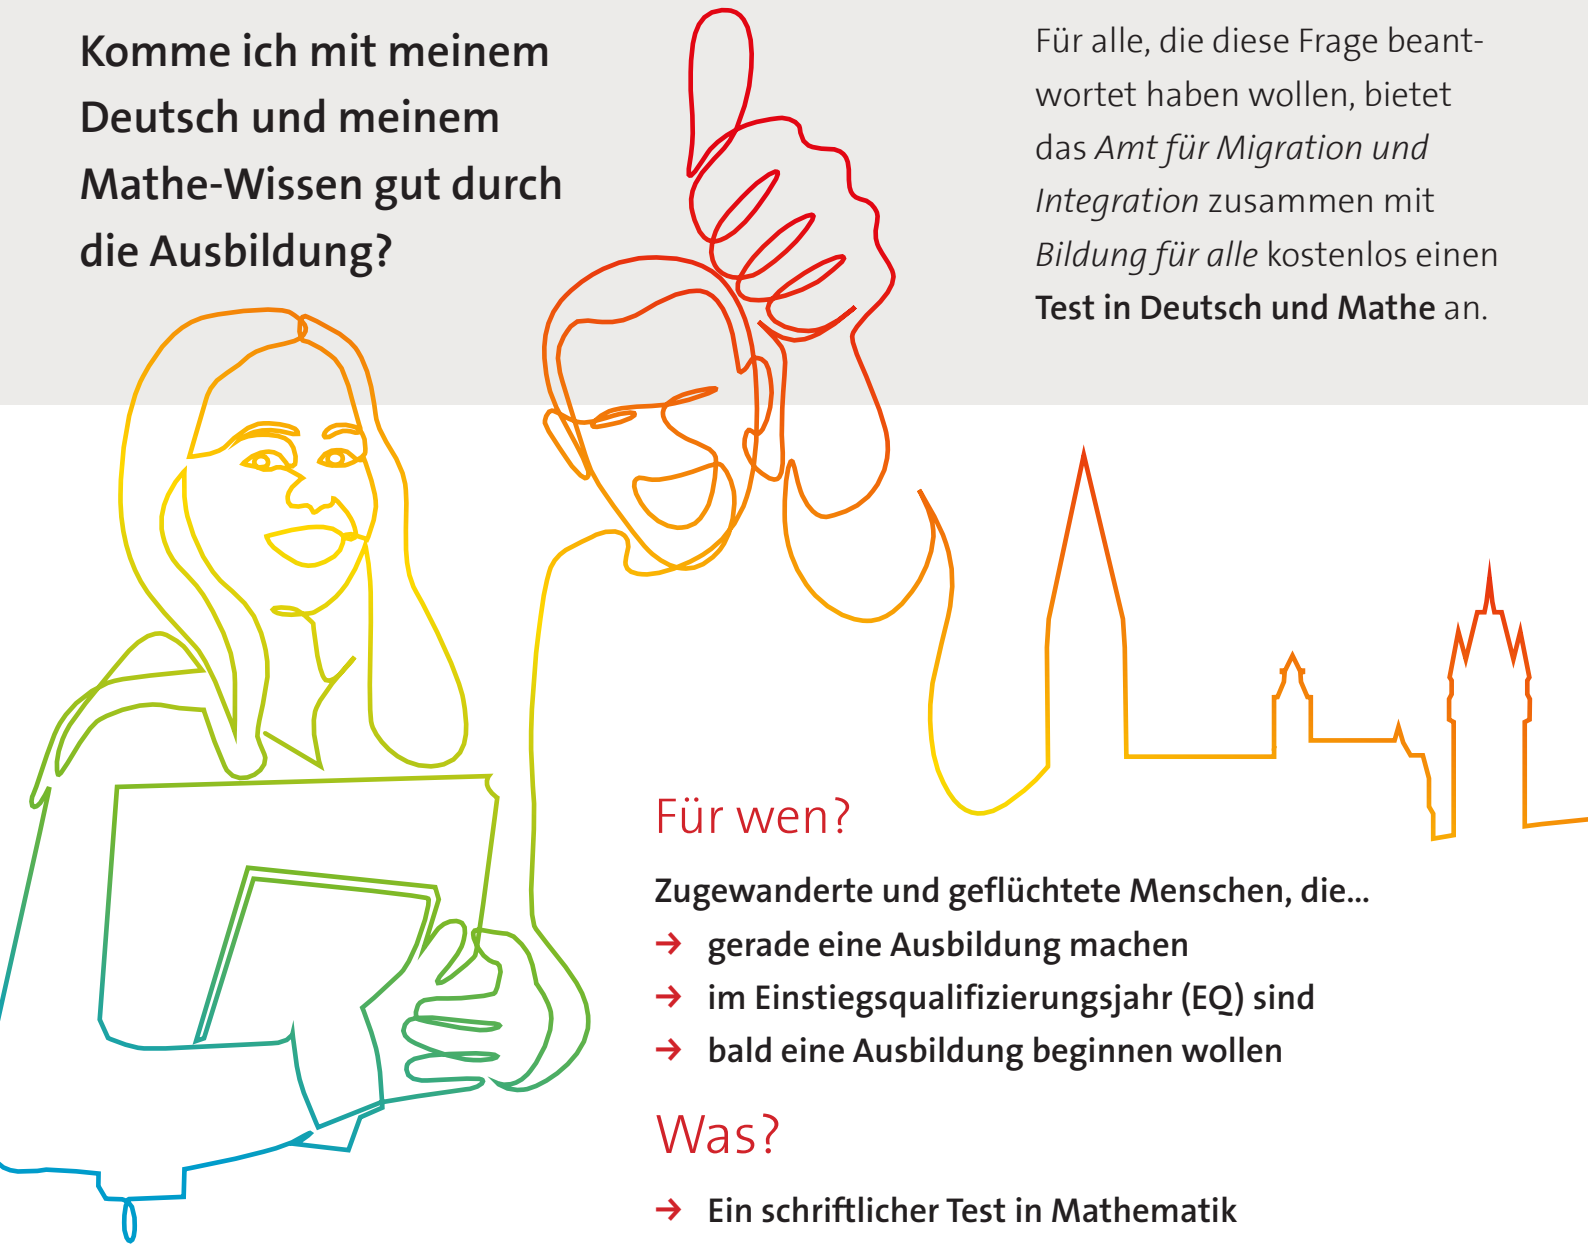 Komme ich mit meinem
Deutsch und meinem
Mathe-Wissen gut durch
die Ausbildung?
Für alle, die diese Frage beant-
wortet haben wollen, bietet
das Amt für Migration und
Integration zusammen mit
Bildung für alle kostenlos einen
Test in Deutsch und Mathe an.
Für wen?
Zugewanderte und geflüchtete Menschen, die...
→ gerade eine Ausbildung machen
→ im Einstiegsqualifizierungsjahr (EQ) sind
→ bald eine Ausbildung beginnen wollen
Was?
→ Ein schriftlicher Test in Mathematik